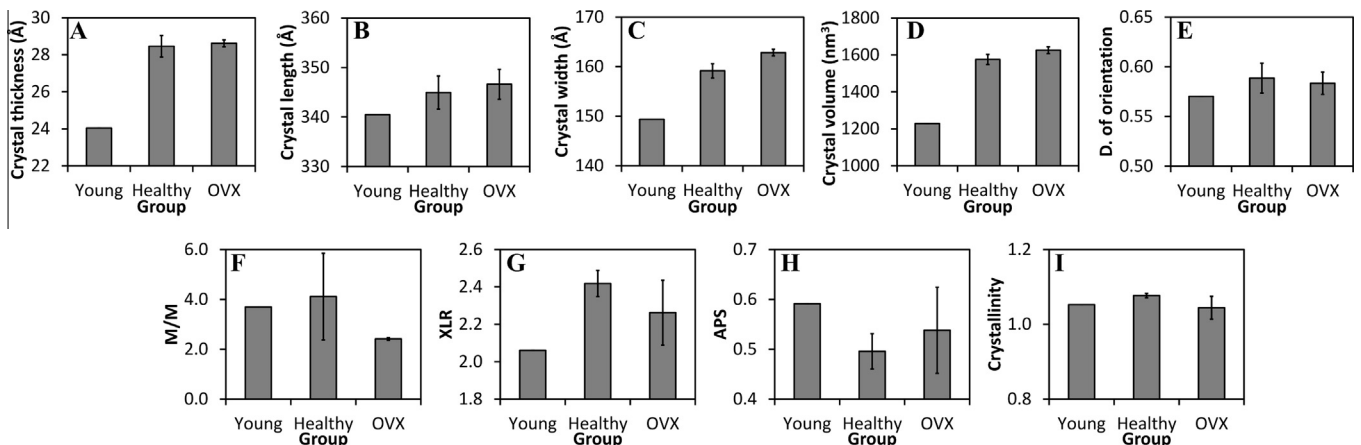 A
Crystal thickness (Å)
30
28
26
24
22
Young Healthy OVX
Group
B
Crystal length (Å)
360
350
340
330
Young Healthy OVX
Group
C
Crystal width (Å)
170
160
150
140
Young Healthy OVX
Group
D
Crystal volume (nm³)
1800
1600
1400
1200
1000
Young Healthy OVX
Group
E
D. of orientation
0.65
0.60
0.55
0.50
Young Healthy OVX
Group
F
M/M
6.0
4.0
2.0
0.0
Young Healthy OVX
Group
G
XLR
2.6
2.4
2.2
2.0
1.8
Young Healthy OVX
Group
H
APS
0.7
0.6
0.5
0.4
Young Healthy OVX
Group
I
Crystallinity
1.2
1.0
0.8
Young Healthy OVX
Group